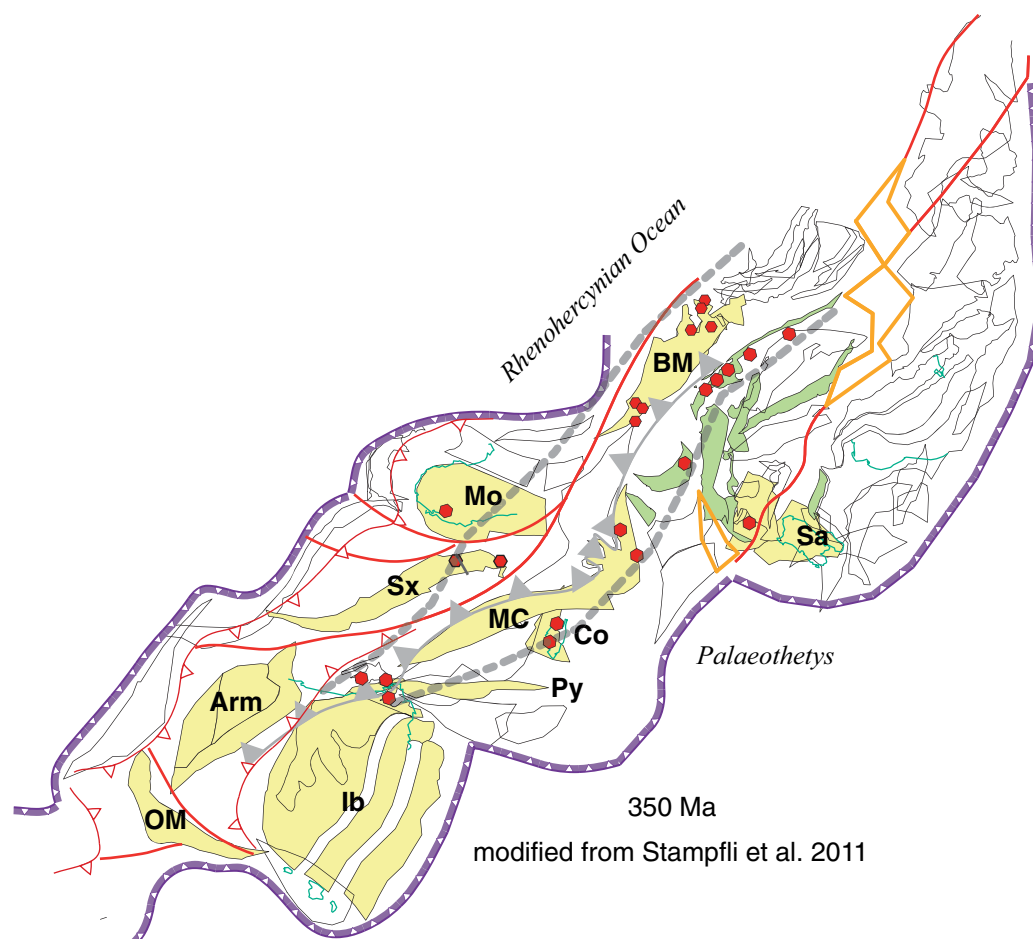 Rhenohercynian Ocean
BM
Mo
Sa
Sx
MC
Co
Palaeothetys
Py
Arm
Ib
OM
350 Ma
modified from Stampfli et al. 2011